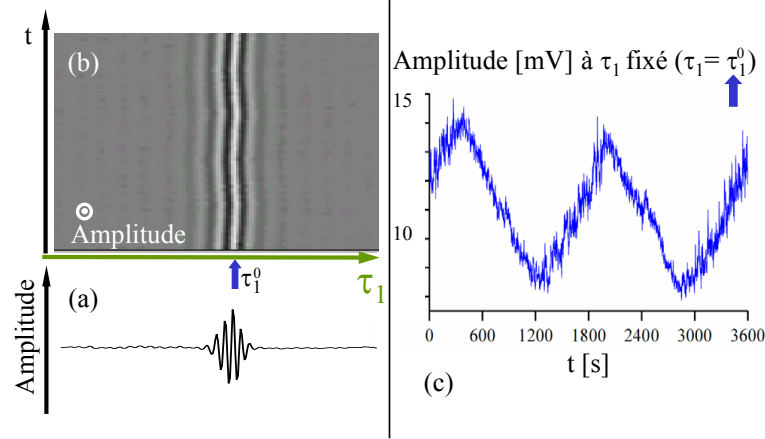 t
(b)
Amplitude
τ₁⁰
τ₁
(a)
Amplitude
Amplitude [mV] à τ₁ fixé (τ₁= τ₁⁰)
15
10
0 600 1200 1800 2400 3000 3600
t [s]
(c)